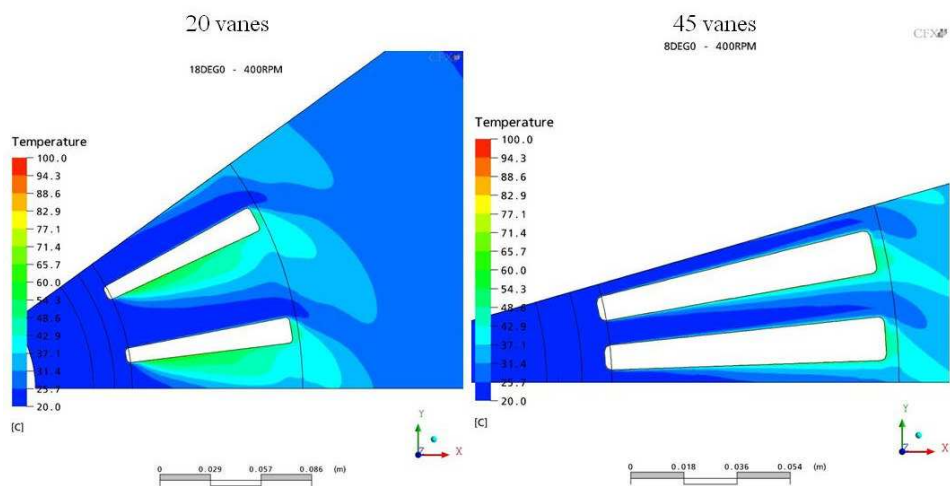 20 vanes
45 vanes
CFX
18DEG0 - 400RPM
CFX
8DEG0 - 400RPM
Temperature
100.0
94.3
88.6
82.9
77.1
71.4
65.7
60.0
54.3
48.6
42.9
37.1
31.4
25.7
20.0
[C]
Y
Z
X
0
0.029
0.057
0.086
(m)
Temperature
100.0
94.3
88.6
82.9
77.1
71.4
65.7
60.0
54.3
48.6
42.9
37.1
31.4
25.7
20.0
[C]
Y
Z
X
0
0.018
0.036
0.054
(m)